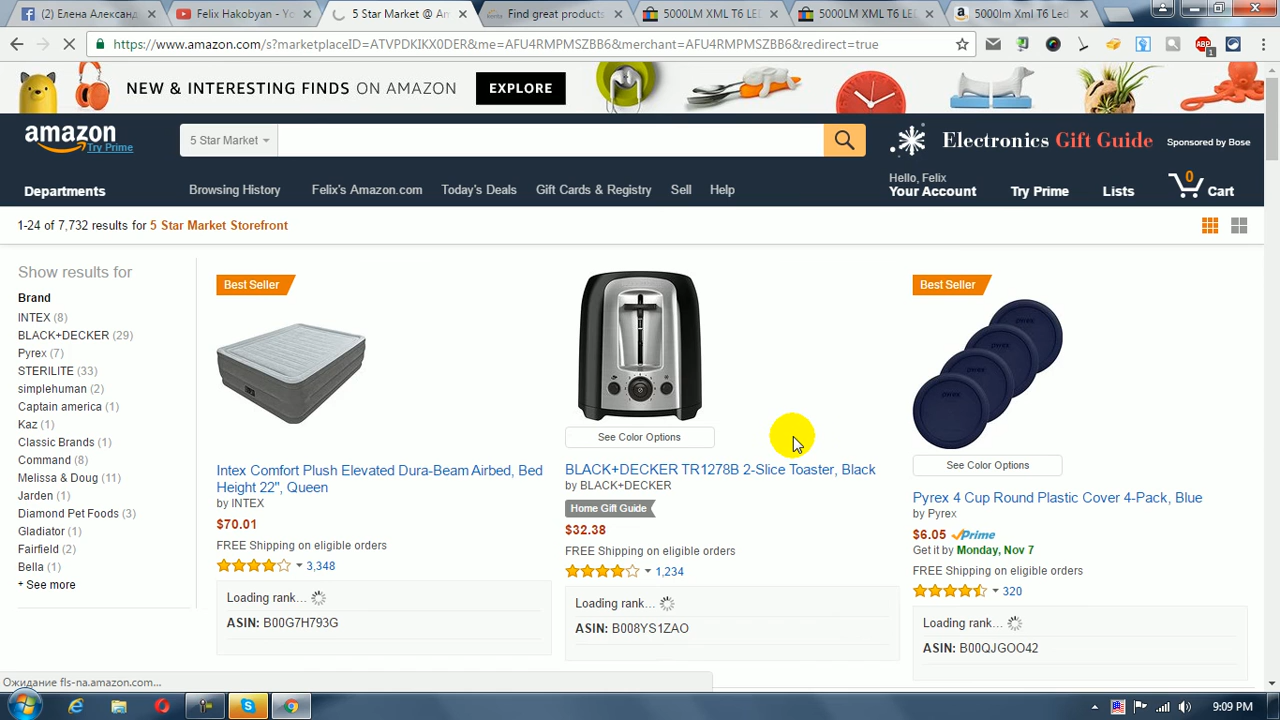 (2) Елена Александ
Felix Hakobyan - Yo
5 Star Market @ Am
Find great products
5000LM XML T6 LE
5000LM XML T6 LE
5000lm Xml T6 Led
https://www.amazon.com/s?marketplaceID=ATVPDKIKX0DER&me=AFU4RMPMSZBB6&merchant=AFU4RMPMSZBB6&redirect=true
1
NEW & INTERESTING FINDS ON AMAZON
EXPLORE
amazon
Try Prime
5 Star Market
Electronics Gift Guide
Sponsored by Bose
Departments
Browsing History
Felix's Amazon.com
Today's Deals
Gift Cards & Registry
Sell
Help
Hello, Felix
Your Account
Try Prime
Lists
0
Cart
1-24 of 7,732 results for 5 Star Market Storefront
Show results for
Brand
INTEX (8)
BLACK+DECKER (29)
Pyrex (7)
STERILITE (33)
simplehuman (2)
Captain america (1)
Kaz (1)
Classic Brands (1)
Command (8)
Melissa & Doug (11)
Jarden (1)
Diamond Pet Foods (3)
Gladiator (1)
Fairfield (2)
Bella (1)
+ See more
Best Seller
Intex Comfort Plush Elevated Dura-Beam Airbed, Bed
Height 22", Queen
by INTEX
$70.01
FREE Shipping on eligible orders
3,348
Loading rank...
ASIN: B00G7H793G
See Color Options
BLACK+DECKER TR1278B 2-Slice Toaster, Black
by BLACK+DECKER
Home Gift Guide
$32.38
FREE Shipping on eligible orders
1,234
Loading rank...
ASIN: B008YS1ZAO
Best Seller
See Color Options
Pyrex 4 Cup Round Plastic Cover 4-Pack, Blue
by Pyrex
$6.05 Prime
Get it by Monday, Nov 7
FREE Shipping on eligible orders
320
Loading rank...
ASIN: B00QJGOO42
Ожидание fls-na.amazon.com...
9:09 PM